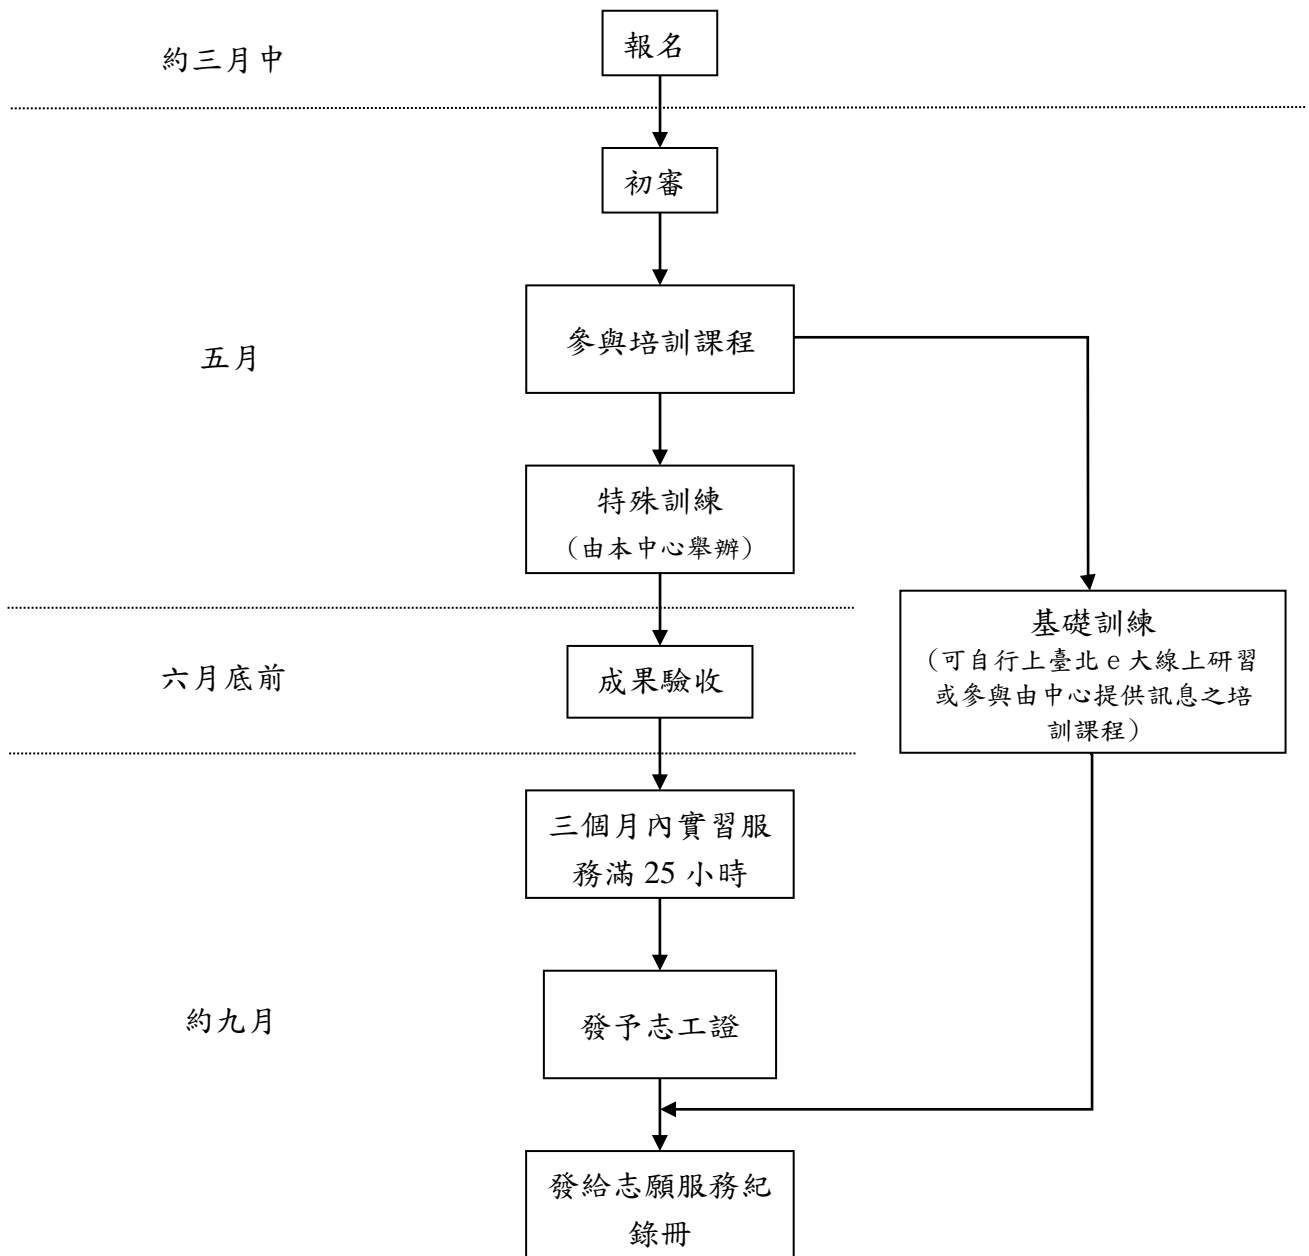 約三月中
報名
初審
五月
參與培訓課程
特殊訓練
（由本中心舉辦）
基礎訓練
（可自行上臺北 e 大線上研習
或參與由中心提供訊息之培
訓課程）
六月底前
成果驗收
三個月內實習服
務滿 25 小時
約九月
發予志工證
發給志願服務紀
錄冊